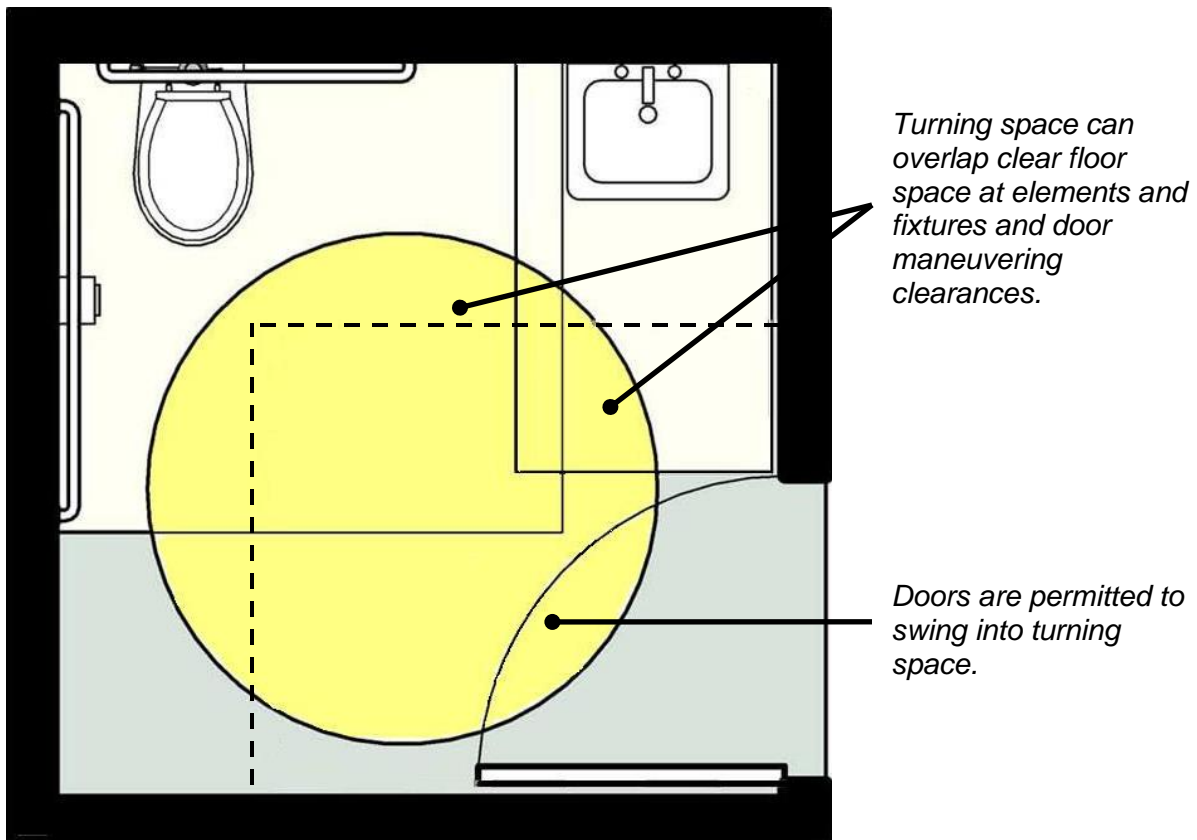 Turning space can
overlap clear floor
space at elements and
fixtures and door
maneuvering
clearances.
Doors are permitted to
swing into turning
space.